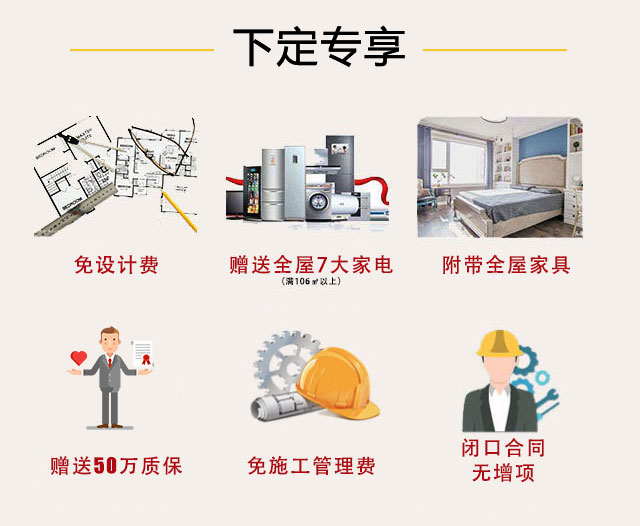 下定专享
免设计费
赠送全屋7大家电
(满106㎡以上)
附带全屋家具
赠送50万质保
免施工管理费
闭口合同
无增项
BEDROOM